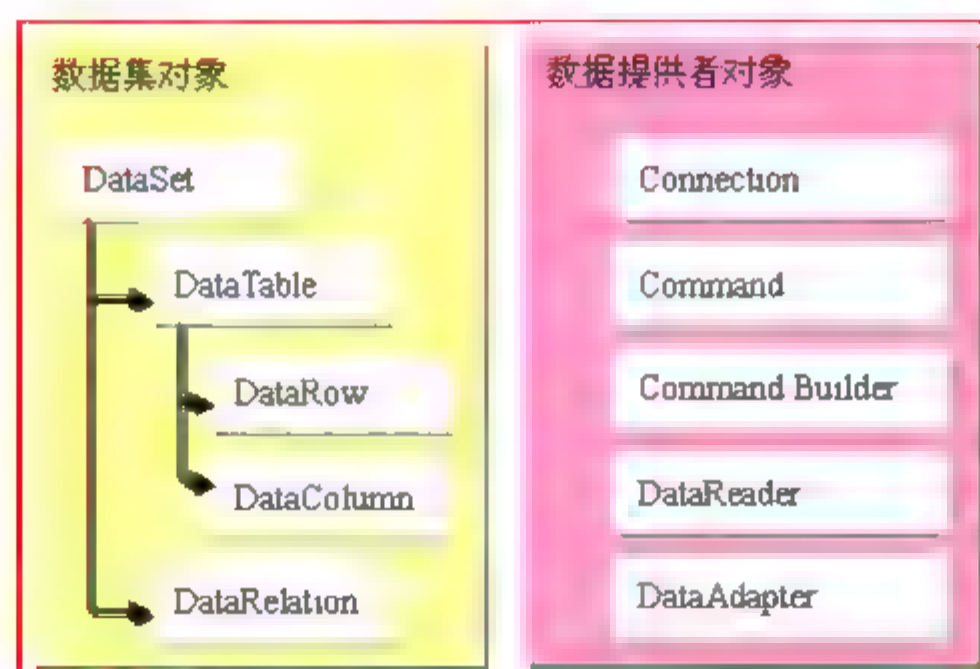 数据集对象
DataSet
DataTable
DataRow
DataColumn
DataRelation
数据提供者对象
Connection
Command
Command Builder
DataReader
DataAdapter